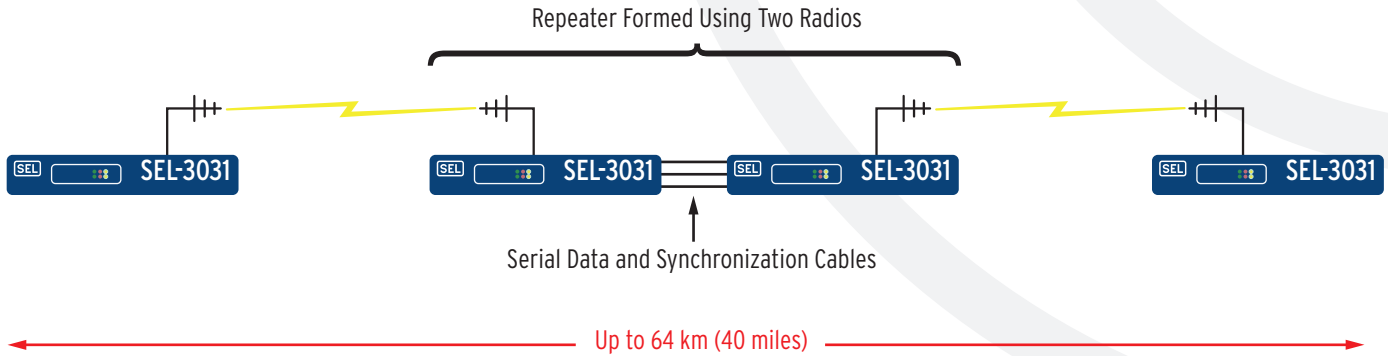 Repeater Formed Using Two Radios
SEL SEL-3031
SEL SEL-3031
SEL SEL-3031
SEL SEL-3031
Serial Data and Synchronization Cables
Up to 64 km (40 miles)